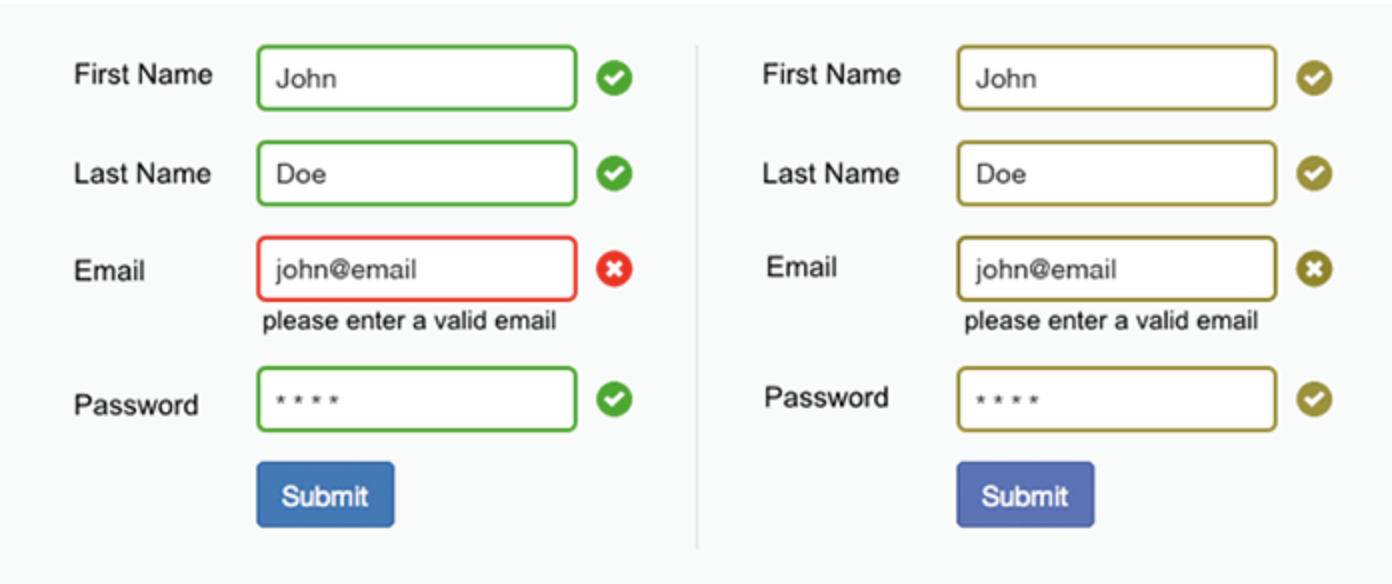 First Name John
Last Name Doe
Email john@email
please enter a valid email
Password ****
Submit
First Name John
Last Name Doe
Email john@email
please enter a valid email
Password ****
Submit